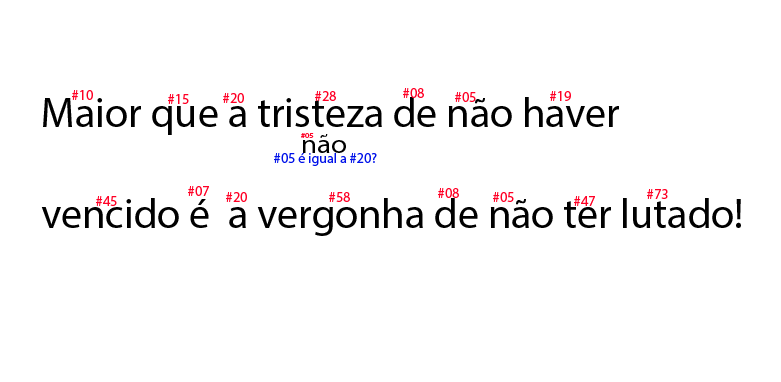 #10 #15 #20 #28 #08 #05 #19
Maior que a tristeza de não haver
#05
não
#05 é igual a #20?
#45 #07 #20 #58 #08 #05 #47 #73
vencido é a vergonha de não ter lutado!